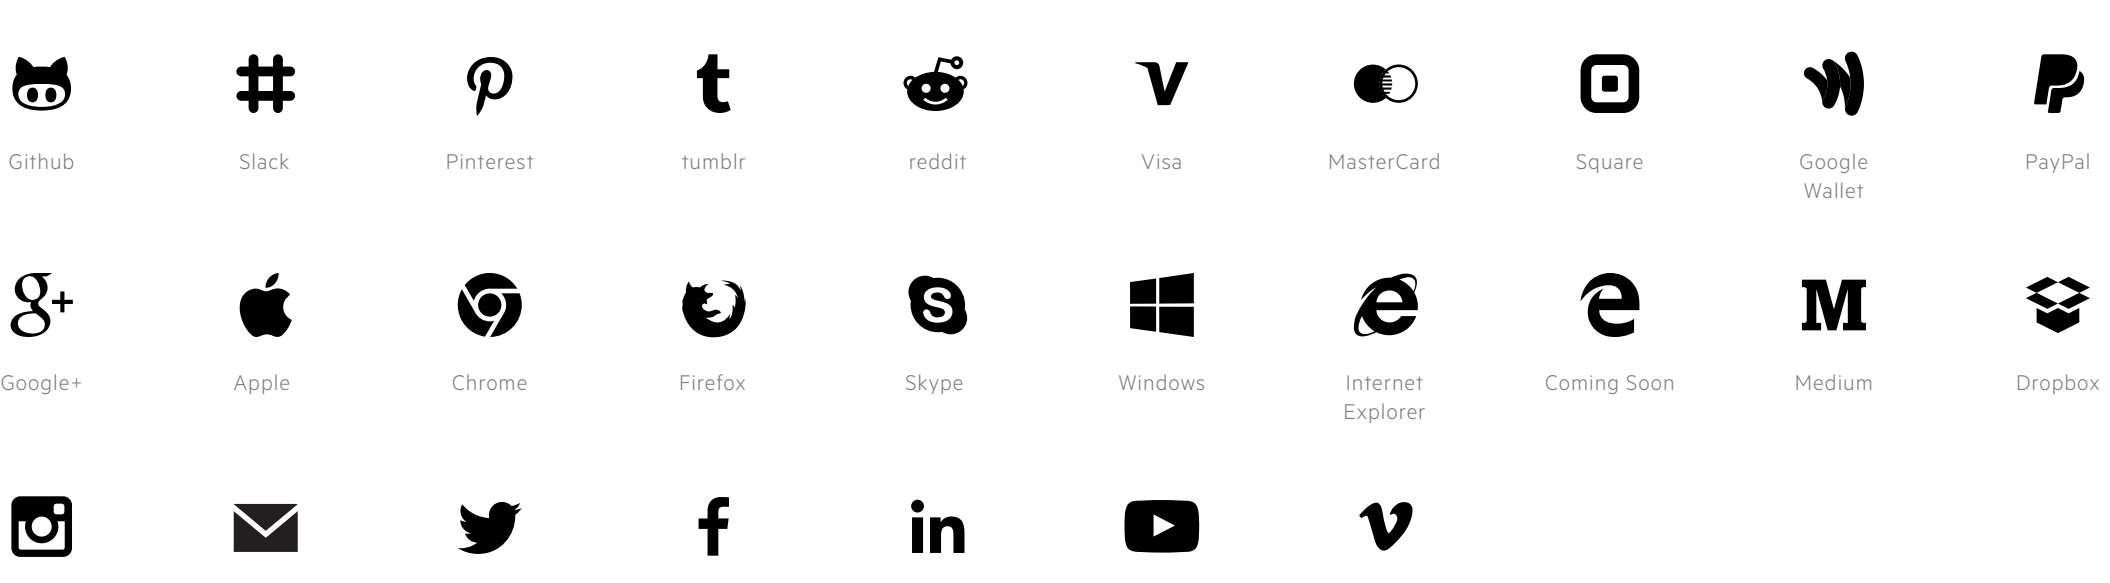 Github
Slack
Pinterest
tumblr
reddit
Visa
MasterCard
Square
Google
Wallet
PayPal
Google+
Apple
Chrome
Firefox
Skype
Windows
Internet
Explorer
Coming Soon
Medium
Dropbox
in